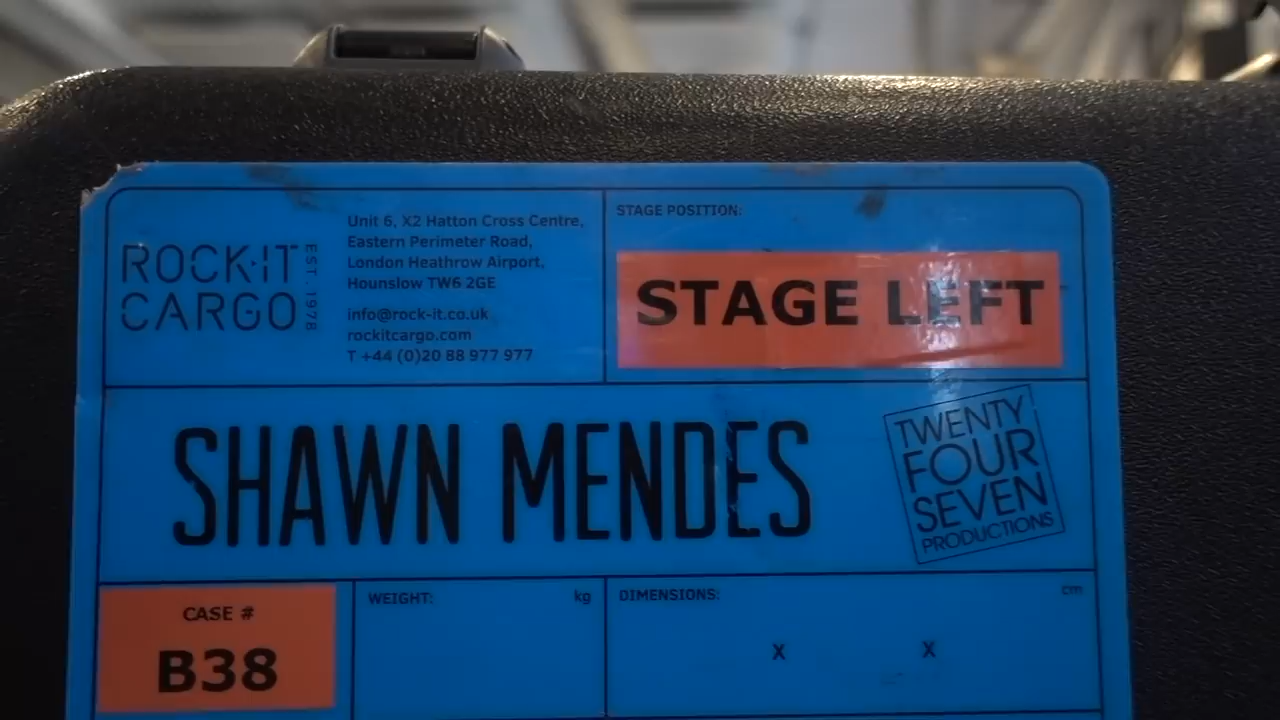 ROCK·IT
CARGO
EST. 1978
Unit 6, X2 Hatton Cross Centre,
Eastern Perimeter Road,
London Heathrow Airport,
Hounslow TW6 2GE
info@rock-it.co.uk
rockitcargo.com
T +44 (0)20 88 977 977
STAGE POSITION:
STAGE LEFT
SHAWN MENDES
TWENTY
FOUR
SEVEN
PRODUCTIONS
CASE #
B38
WEIGHT: kg
DIMENSIONS: cm
X X